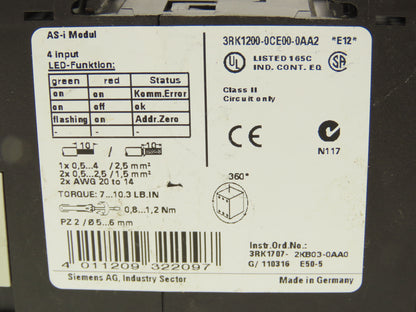 AS-i Modul
3RK1200-0CE00-0AA2 "E12"
4 input
LED-Funktion:
green red Status
on on Komm.Error
on off ok
flashing on Addr.Zero
- - -
UL LISTED 165C
IND. CONT. EQ
Class II
Circuit only
CE
N117
10 / 10
1x 0,5...4 / 2,5 mm²
2x 0,5...2,5 / 1,5 mm²
2x AWG 20 to 14
TORQUE: 7...10.3 LB.IN
0,8...1,2 Nm
PZ 2 / Ø5...6 mm
360°
4 011209 322097
Instr.Ord.No.:
3RK1707- 2KB03-0AA0
G/ 110316 E50-5
Siemens AG, Industry Sector
Made in Germany